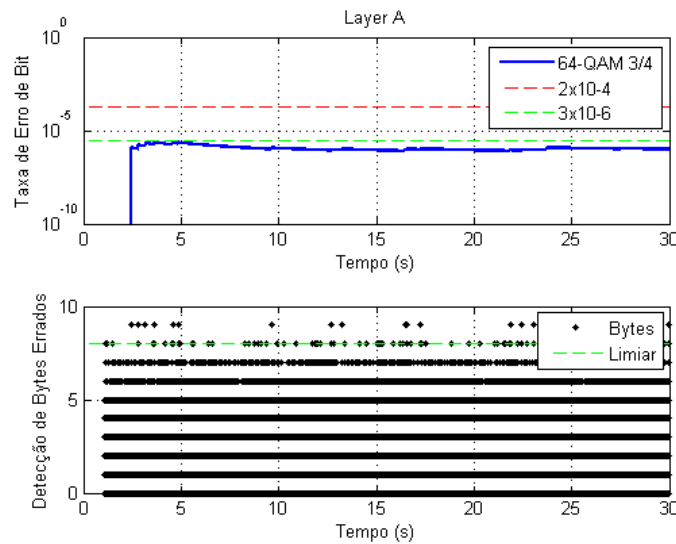 Layer A
10^0
10^-5
10^-10
Taxa de Erro de Bit
64-QAM 3/4
2x10-4
3x10-6
0 5 10 15 20 25 30
Tempo (s)
10
5
0
Detecção de Bytes Errados
Bytes
Limiar
0 5 10 15 20 25 30
Tempo (s)